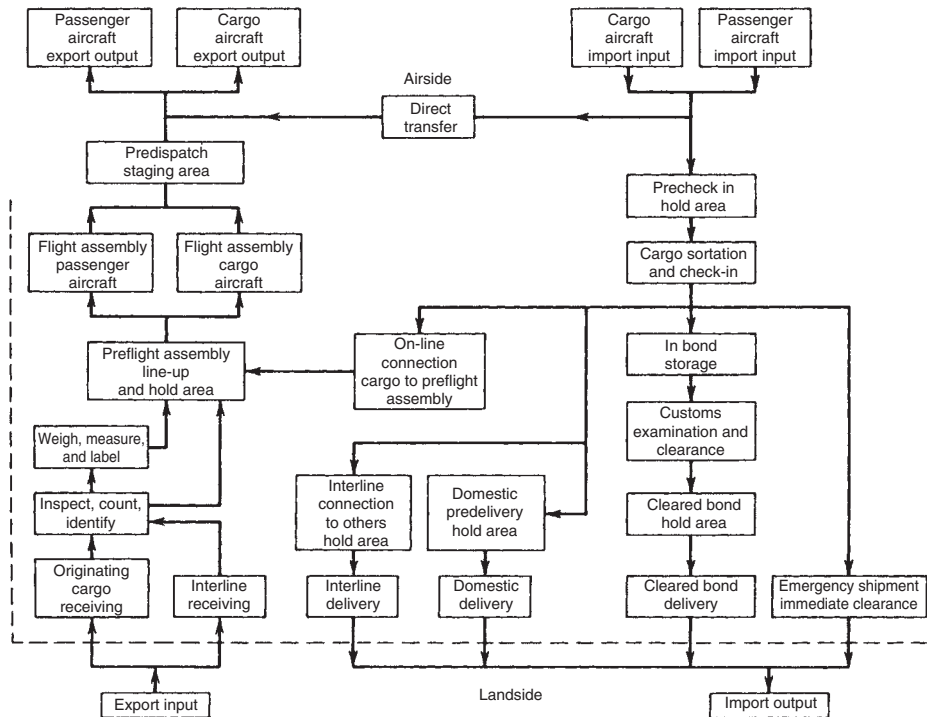 Passenger
aircraft
export output
Cargo
aircraft
export output
Cargo
aircraft
import input
Passenger
aircraft
import input
Airside
Direct
transfer
Predispatch
staging area
Precheck in
hold area
Flight assembly
passenger
aircraft
Flight assembly
cargo
aircraft
Cargo sortation
and check-in
Preflight assembly
line-up
and hold area
On-line
connection
cargo to preflight
assembly
In bond
storage
Customs
examination and
clearance
Weigh, measure,
and label
Inspect, count,
identify
Interline
connection
to others
hold area
Domestic
predelivery
hold area
Cleared bond
hold area
Originating
cargo
receiving
Interline
receiving
Interline
delivery
Domestic
delivery
Cleared bond
delivery
Emergency shipment
immediate clearance
Export input
Landside
Import output